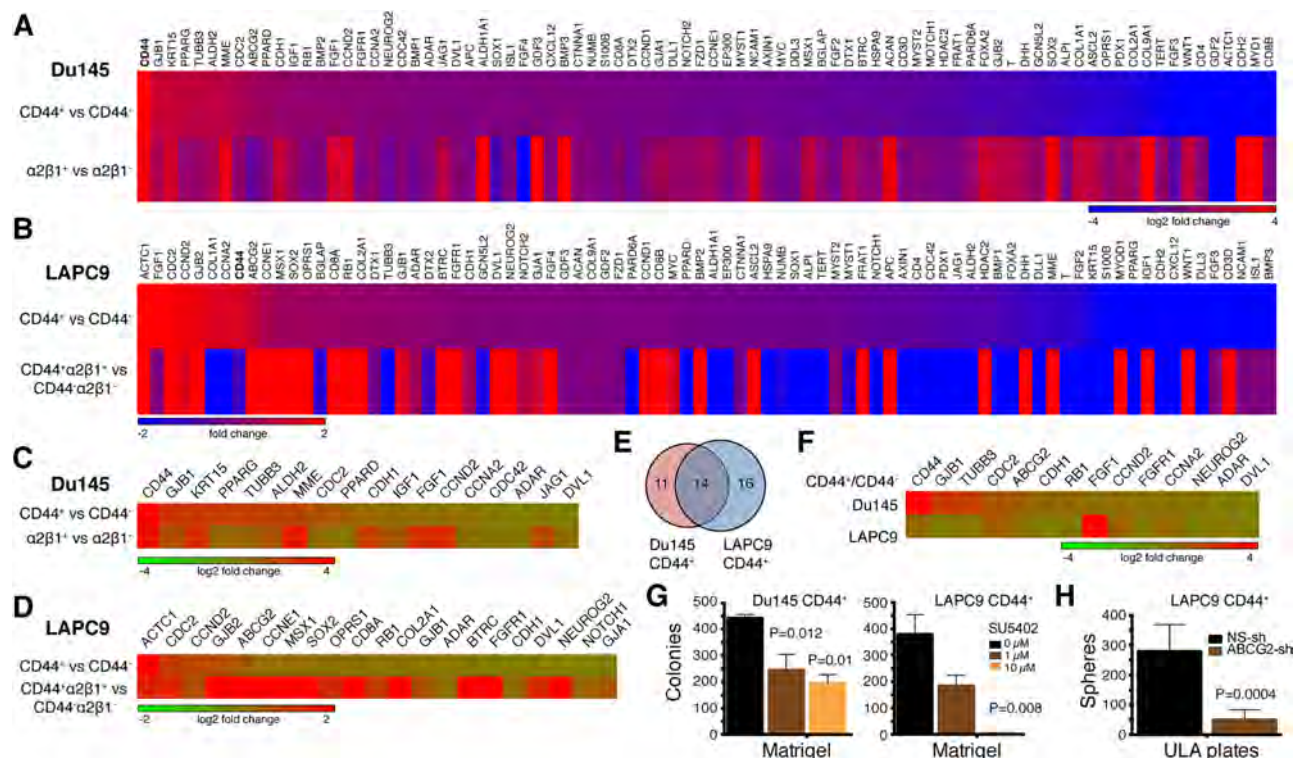 A
Du145
CD44 GJB1 KRT15 PPARG TUBB3 ALDH2 MME CDC2 ABCG2 PPARD CDH1 IGF1 RB1 BMP2 FGF1 CCND2 FGFR1 CCNA2 NEUROG2 CDC42 BMP1 ADAR JAG1 DVL1 APC ALDH1A1 SOX1 ISL1 FGF4 GDF3 CXCL12 BMP3 CTNNA1 NUMB S100B CD8A DTX2 GJA1 CCND1 DLL1 NOTCH2 FZD1 CCNE1 EP300 MYST1 NCAM1 AXIN1 MYC DLL3 MSX1 BGLAP FGF2 DTX1 BTRC HSPA9 ACAN CD3D MYST2 MOTCH1 HDAC2 FRAT1 PARD6A FOXA2 GJB2 T DHH GCN5L2 SOX2 ALPI COL1A1 ASCL2 OPRS1 PDX1 COL2A1 COL9A1 TERT FGF3 WNT1 CD4 GDF2 ACTC1 CDH2 MYD1 CD8B
CD44⁺ vs CD44⁻
α2β1⁺ vs α2β1⁻
-4 4
log2 fold change
B
LAPC9
ACTC1 FGF1 CDC2 CCND2 GJB2 COL1A1 CCNA2 CD44 ABCG2 CCNE1 MSX1 SOX2 OPRS1 BGLAP CD8A RB1 COL2A1 DTX1 TUBB3 GJB1 ADAR DTX2 BTRC FGFR1 CDH1 GCN5L2 DVL1 NEUROG2 NOTCH2 GJA1 FGF4 GDF3 ACAN COL9A1 GDF2 FZD1 PARD6A CCND1 CD8B MYC PPARD BMP2 ALDH1A1 EP300 CTNNA1 ASCL2 HSPA9 NUMB SOX1 ALPI TERT MYST2 MYST1 FRAT1 NOTCH1 APC AXIN1 CD4 CDC42 PDX1 JAG1 ALDH2 HDAC2 BMP1 FOXA2 DHH DLL1 MME T FGF2 KRT15 S100B MYOD1 PPARG IGF1 CDH2 CXCL12 WNT1 DLL3 FGF3 CD3D NCAM1 ISL1 BMP3
CD44⁺ vs CD44⁻
CD44⁺α2β1⁺ vs
CD44⁻α2β1⁻
-2 2
fold change
C
Du145
CD44 GJB1 KRT15 PPARG TUBB3 ALDH2 MME CDC2 PPARD CDH1 IGF1 FGF1 CCND2 CCNA2 CDC42 ADAR JAG1 DVL1
CD44⁺ vs CD44⁻
α2β1⁺ vs α2β1⁻
-4 4
log2 fold change
D
LAPC9
ACTC1 CDC2 CCND2 GJB2 ABCG2 CCNE1 MSX1 SOX2 OPRS1 CD8A RB1 COL2A1 GJB1 ADAR BTRC FGFR1 CDH1 DVL1 NEUROG2 NOTCH1 GJA1
CD44⁺ vs CD44⁻
CD44⁺α2β1⁺ vs
CD44⁻α2β1⁻
-2 2
log2 fold change
E
11 14 16
Du145 LAPC9
CD44⁺ CD44⁺
F
CD44⁺/CD44⁻
CD44 GJB1 TUBB3 CDC2 ABCG2 CDH1 RB1 FGF1 CCND2 FGFR1 CCNA2 NEUROG2 ADAR DVL1
Du145
LAPC9
-4 4
log2 fold change
G
Du145 CD44⁺
Colonies
500
400
300
200
100
0
P=0.012
P=0.01
Matrigel
LAPC9 CD44⁺
500
400
300
200
100
0
SU5402
0 µM
1 µM
10 µM
P=0.008
Matrigel
H
LAPC9 CD44⁺
Spheres
400
300
200
100
0
NS-sh
ABCG2-sh
P=0.0004
ULA plates